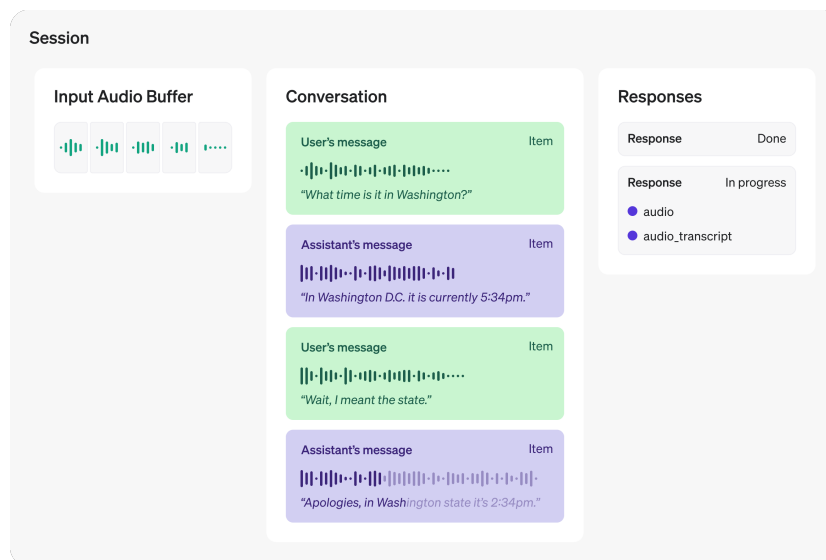 Session
Input Audio Buffer
Conversation
User's message Item
“What time is it in Washington?”
Assistant's message Item
“In Washington D.C. it is currently 5:34pm.”
User's message Item
“Wait, I meant the state.”
Assistant's message Item
“Apologies, in Washington state it's 2:34pm.”
Responses
Response Done
Response In progress
audio
audio_transcript